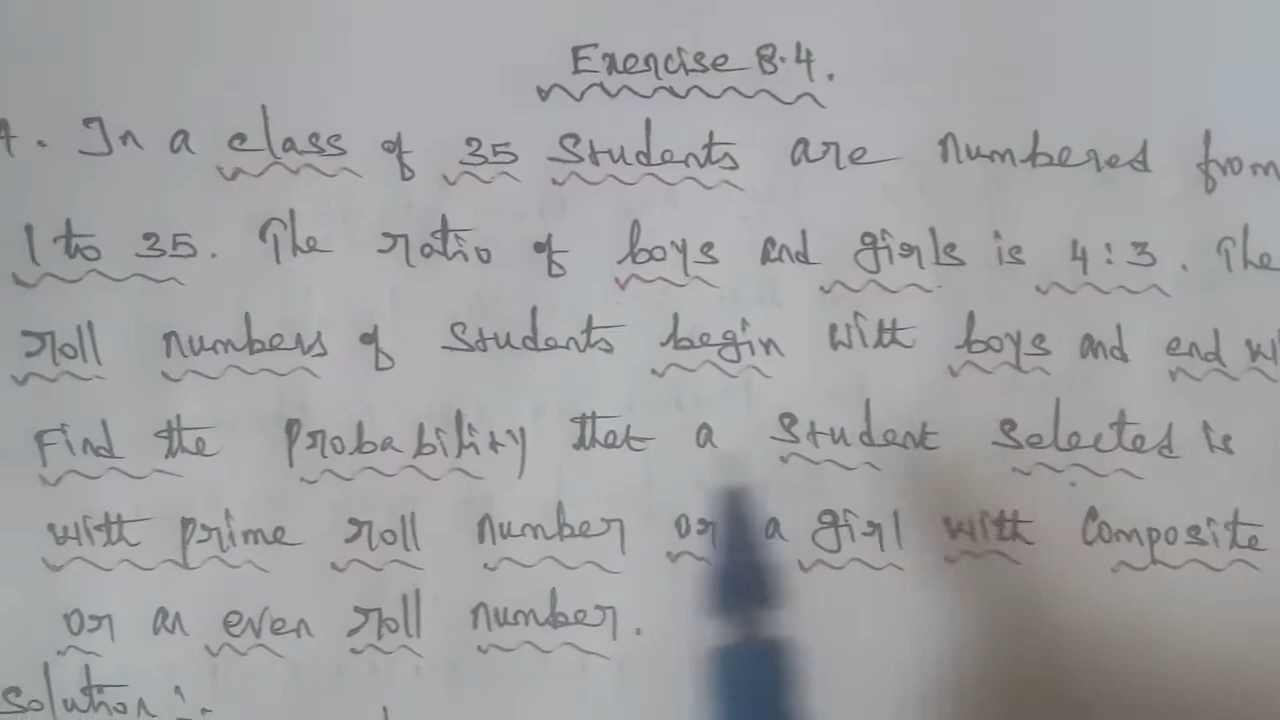 Exercise 8.4.
4. In a class of 35 students are numbered from
1 to 35. The ratio of boys and girls is 4:3. The
roll numbers of students begin with boys and end
Find the probability that a student selected is
with prime roll number or a girl with composite
or an even roll number.
Solution :-